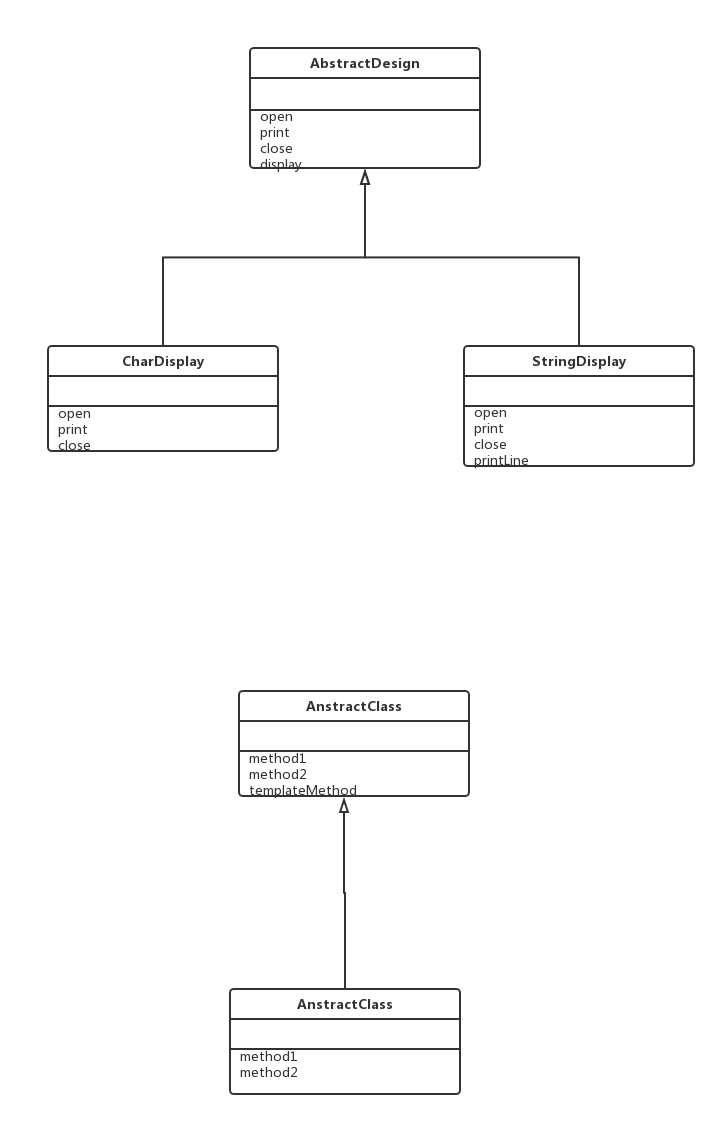 AbstractDesign
open
print
close
display
CharDisplay
open
print
close
StringDisplay
open
print
close
printLine
AnstractClass
method1
method2
templateMethod
AnstractClass
method1
method2